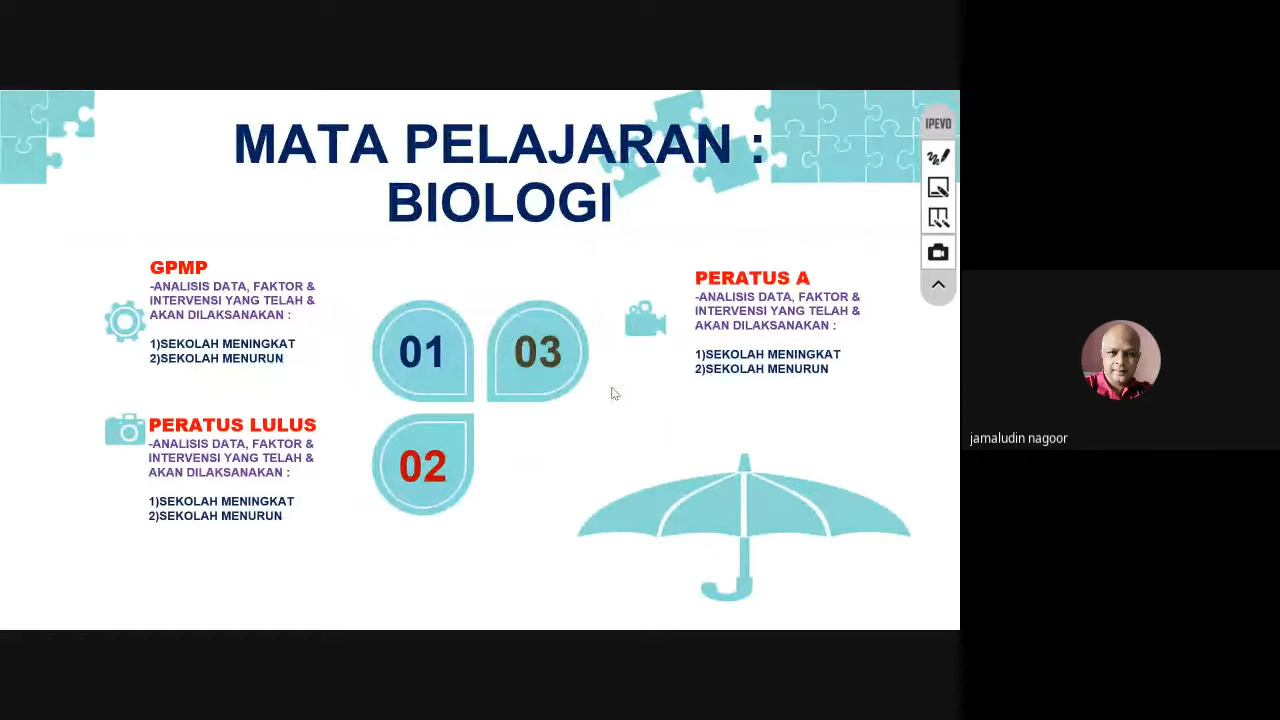 MATA PELAJARAN :
BIOLOGI
GPMP
-ANALISIS DATA, FAKTOR &
INTERVENSI YANG TELAH &
AKAN DILAKSANAKAN :
1)SEKOLAH MENINGKAT
2)SEKOLAH MENURUN
PERATUS LULUS
-ANALISIS DATA, FAKTOR &
INTERVENSI YANG TELAH &
AKAN DILAKSANAKAN :
1)SEKOLAH MENINGKAT
2)SEKOLAH MENURUN
01
03
02
PERATUS A
-ANALISIS DATA, FAKTOR &
INTERVENSI YANG TELAH &
AKAN DILAKSANAKAN :
1)SEKOLAH MENINGKAT
2)SEKOLAH MENURUN
IPEVO
jamaludin nagoor